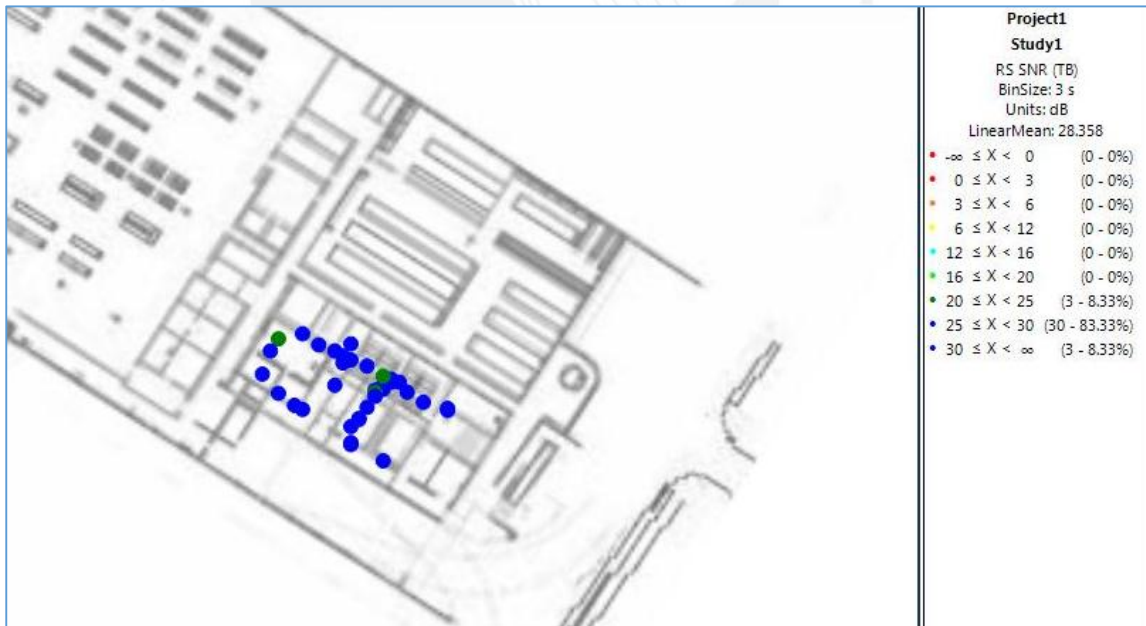 Project1
Study1
RS SNR (TB)
BinSize: 3 s
Units: dB
LinearMean: 28.358
-∞ ≤ X < 0 (0 - 0%)
0 ≤ X < 3 (0 - 0%)
3 ≤ X < 6 (0 - 0%)
6 ≤ X < 12 (0 - 0%)
12 ≤ X < 16 (0 - 0%)
16 ≤ X < 20 (0 - 0%)
20 ≤ X < 25 (3 - 8.33%)
25 ≤ X < 30 (30 - 83.33%)
30 ≤ X < ∞ (3 - 8.33%)